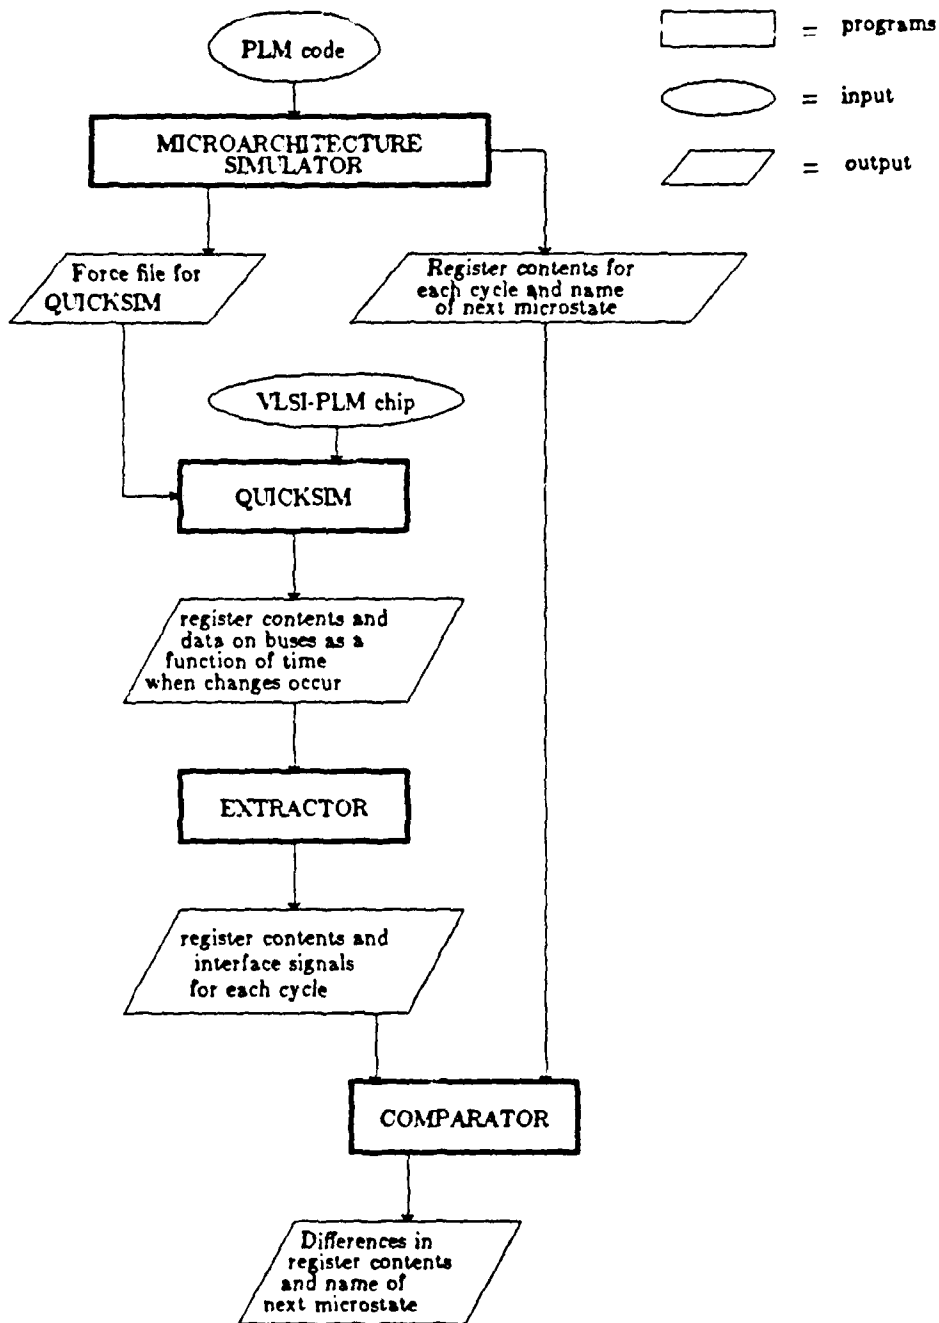 PLM code
= programs
= input
= output
MICROARCHITECTURE
SIMULATOR
Force file for
QUICKSIM
Register contents for
each cycle and name
of next microstate
VLSI-PLM chip
QUICKSIM
register contents and
data on buses as a
function of time
when changes occur
EXTRACTOR
register contents and
interface signals
for each cycle
COMPARATOR
Differences in
register contents
and name of
next microstate